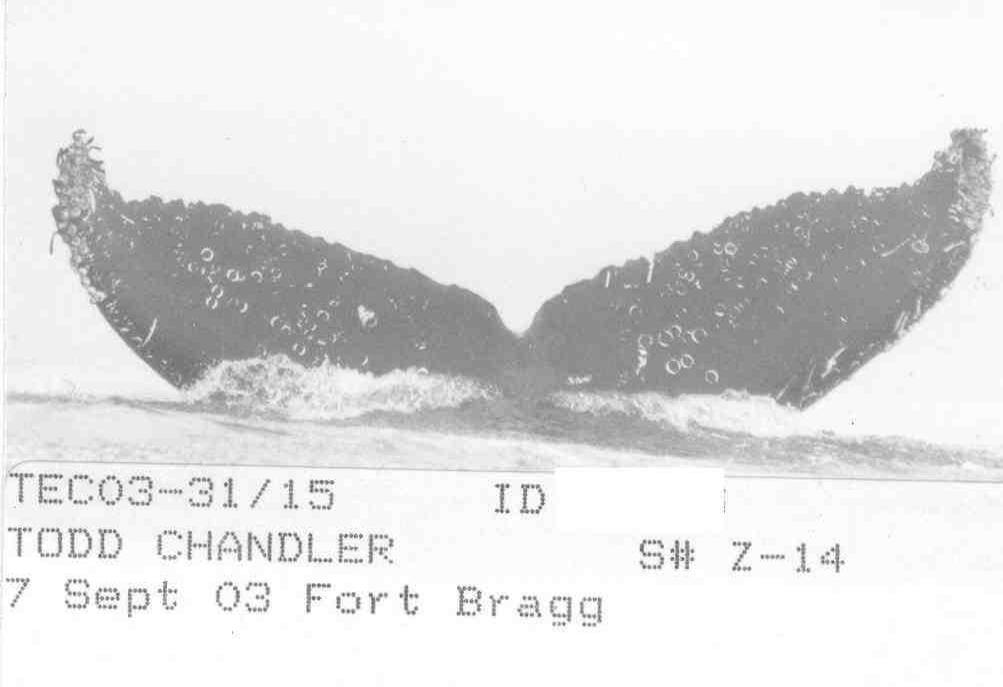 TEC03-31/15 ID
TODD CHANDLER S# Z-14
7 Sept 03 Fort Bragg